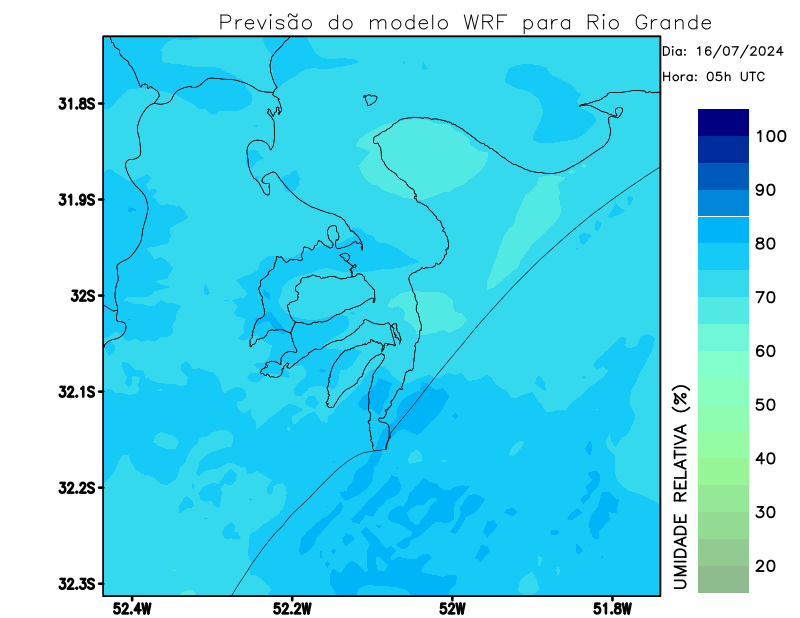 Previsão do modelo WRF para Rio Grande
Dia: 16/07/2024
Hora: 05h UTC
31.8S
31.9S
32S
32.1S
32.2S
32.3S
52.4W
52.2W
52W
51.8W
UMIDADE RELATIVA (%)
100
90
80
70
60
50
40
30
20